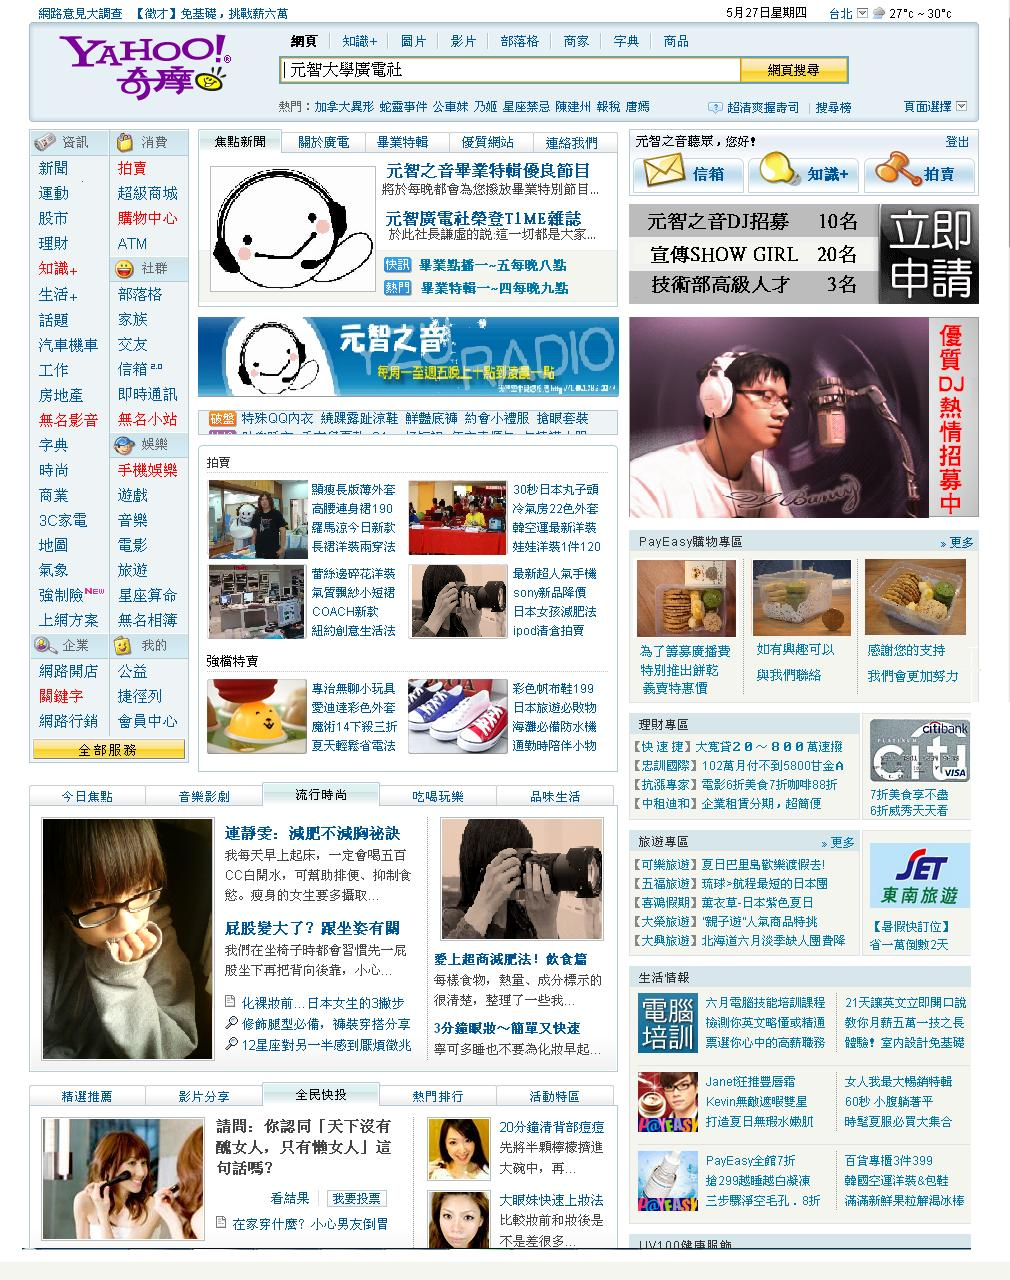 網路意見大調查 【徵才】免基礎，挑戰薪六萬
5月27日星期四 台北 27°c ~ 30°c
YAHOO!
奇摩
網頁 知識+ 圖片 影片 部落格 商家 字典 商品
元智大學廣電社
網頁搜尋
熱門：加拿大異形 蛇靈事件 公車妹 乃姬 星座禁忌 陳建州 報稅 唐嫣
超清爽握壽司 搜尋榜 頁面選擇
資訊
新聞
運動
股市
理財
知識+
生活+
話題
汽車機車
工作
房地產
無名影音
字典
時尚
商業
3C家電
地圖
氣象
強制險 New
上網方案
企業
網路開店
關鍵字
網路行銷
消費
拍賣
超級商城
購物中心
ATM
社群
部落格
家族
交友
信箱 2.0
即時通訊
無名小站
娛樂
手機娛樂
遊戲
音樂
電影
旅遊
星座算命
無名相簿
我的
公益
捷徑列
會員中心
全部服務
焦點新聞 關於廣電 畢業特輯 優質網站 連絡我們
元智之音畢業特輯優良節目
將於每晚都會為您撥放畢業特別節目...
元智廣電社榮登T1ME雜誌
於此社長謙虛的說:這一切都是大家...
快訊 畢業點播一~五每晚八點
熱門 畢業特輯一~四每晚九點
元智之音
YZU RADIO
每周一至週五晚上十點到淩晨一點
破盤 特殊QQ內衣 繞踝露趾涼鞋 鮮豔底褲 約會小禮服 搶眼套裝
拍賣
顯瘦長版薄外套
高腰連身裙190
羅馬涼今日新款
長裙洋裝兩穿法
30秒日本丸子頭
冷氣房22色外套
韓空運最新洋裝
娃娃洋裝1件120
蕾絲邊碎花洋裝
氣質飄紗小短裙
COACH新款
紐約創意生活法
最新超人氣手機
sony新品降價
日本女孩減肥法
ipod清倉拍賣
強檔特賣
專治無聊小玩具
愛迪達彩色外套
魔術14下殺三折
夏天輕鬆省電法
彩色帆布鞋199
日本旅遊必敗物
海灘必備防水機
通勤時陪伴小物
今日焦點 音樂影劇 流行時尚 吃喝玩樂 品味生活
連靜雯：減肥不減胸祕訣
我每天早上起床，一定會喝五百
CC白開水，可幫助排便、抑制食
慾。瘦身的女生要多攝取...
屁股變大了？跟坐姿有關
我們在坐椅子時都會習慣先一屁
股坐下再把背向後靠，小心...
化裸妝前...日本女生的3撇步
修飾腿型必備，褲裝穿搭分享
12星座對另一半感到厭煩徵兆
愛上超商減肥法！飲食篇
每樣食物，熱量、成分標示的
很清楚，整理了一些我...
3分鐘眼妝～簡單又快速
寧可多睡也不要為化妝早起...
精選推薦 影片分享 全民快投 熱門排行 活動特區
請問：你認同「天下沒有
醜女人，只有懶女人」這
句話嗎？
看結果 我要投票
在家穿什麼？小心男友倒胃
20分鐘清背部痘痘
先將半顆檸檬擠進
大碗中，再...
大眼妹快速上妝法
比較妝前和妝後是
不是差很多...
元智之音聽眾，您好！ 登出
信箱 知識+ 拍賣
元智之音DJ招募 10名
宣傳SHOW GIRL 20名
技術部高級人才 3名
立即
申請
優質DJ熱情招募中
PayEasy購物專區 » 更多
為了籌募廣播費
特別推出餅乾
義賣特惠價
如有興趣可以
與我們聯絡
感謝您的支持
我們會更加努力
理財專區
【快 速 捷】大寬貸２０～８００萬速撥
【忠訓國際】102萬月付不到5800甘金A
【抗漲專家】電影6折美食7折咖啡88折
【中租迪和】企業租賃分期，超簡便
citibank
PLATINUM
citi
VISA
7折美食享不盡
6折威秀天天看
旅遊專區 » 更多
【可樂旅遊】夏日巴里島歡樂渡假去!
【五福旅遊】琉球>航程最短的日本團
【喜鴻假期】薰衣草-日本紫色夏日
【大榮旅遊】"親子遊"人氣商品特挑
【大興旅遊】北海道六月淡季缺人團費降
SET
東南旅遊
【暑假快訂位】
省一萬倒數2天
生活情報
電腦
培訓
六月電腦技能培訓課程
檢測你英文略懂或精通
票選你心中的高薪職務
21天讓英文立即開口說
教你月薪五萬一技之長
體驗！室內設計免基礎
P@YEASY
Janet狂推豐唇霜
Kevin無敵遮暇雙星
打造夏日無瑕水嫩肌
女人我最大暢銷特輯
60秒 小腹躺著平
時髦夏服必買大集合
P@YEASY
PayEasy全館7折
搶299越睡越白凝凍
三步驟淨空毛孔．8折
百貨專櫃3件399
韓國空運洋裝&包鞋
滿滿新鮮果粒解渴冰棒
UV100健康服飾